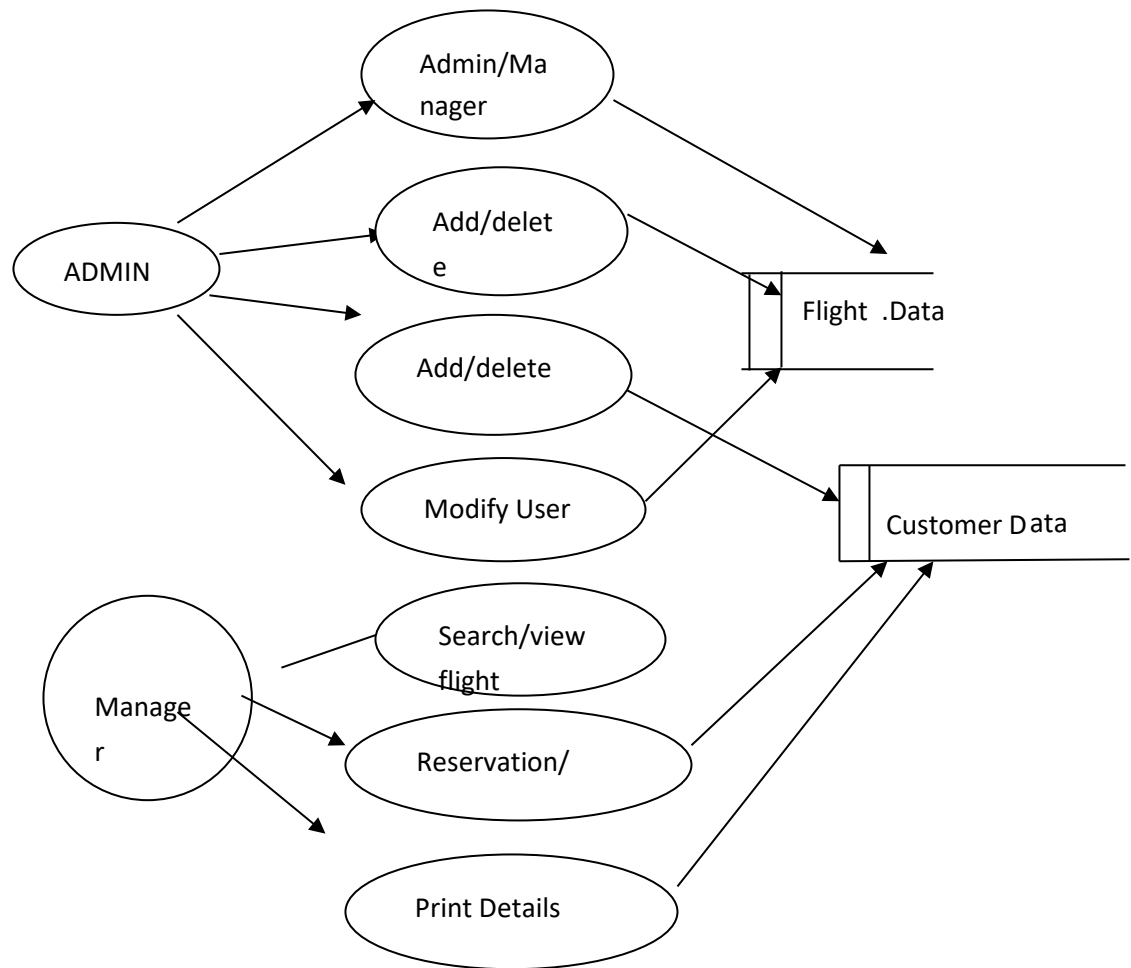 Admin/Ma
nager
Add/delet
e
ADMIN
Flight .Data
Add/delete
Modify User
Customer Data
Search/view
flight
Manage
r
Reservation/
Print Details